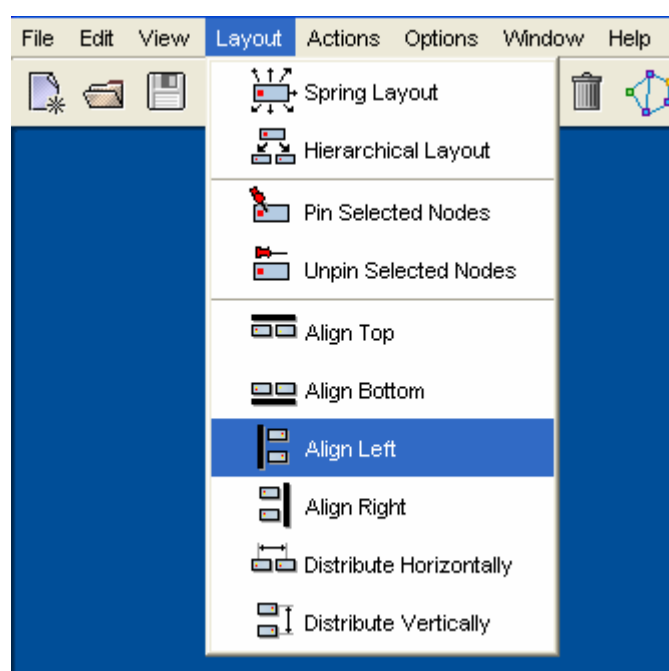 File Edit View Layout Actions Options Window Help
Spring Layout
Hierarchical Layout
Pin Selected Nodes
Unpin Selected Nodes
Align Top
Align Bottom
Align Left
Align Right
Distribute Horizontally
Distribute Vertically